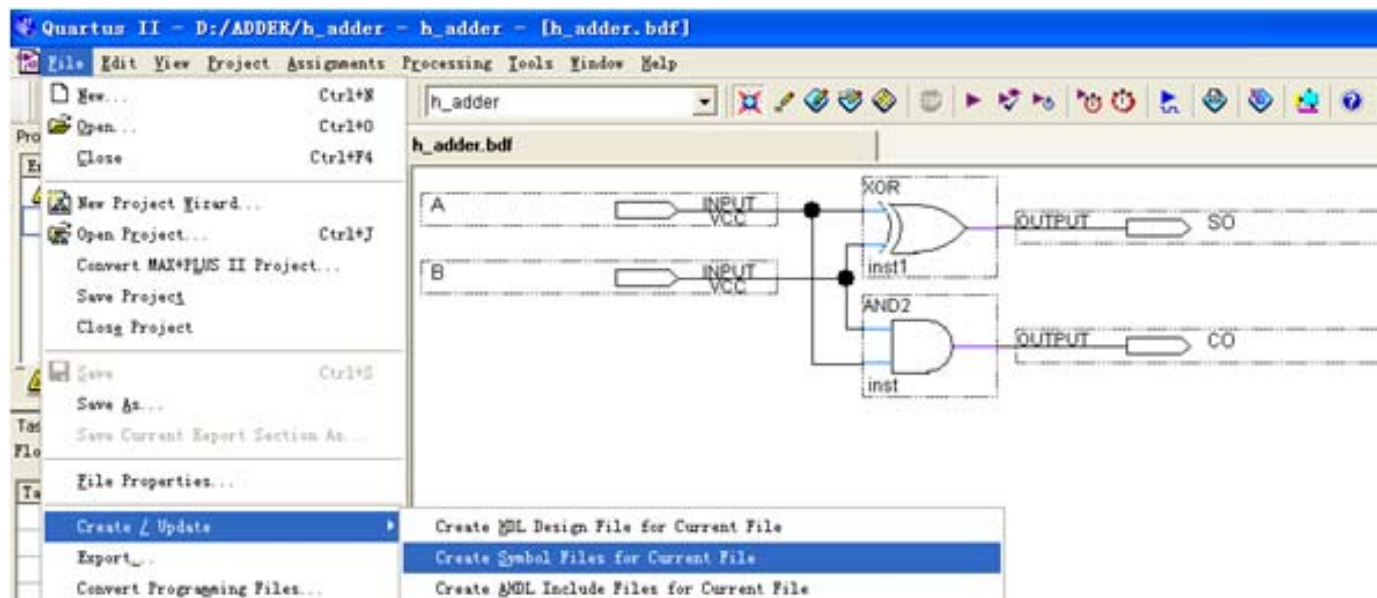 Quartus II - D:/ADDER/h_adder - h_adder - [h_adder.bdf]
File Edit View Project Assignments Processing Tools Window Help
New... Ctrl+N
h_adder
Open... Ctrl+O
Pro
h_adder.bdf
Close Ctrl+F4
XOR
New Project Wizard...
A INPUT VCC
OUTPUT SO
Open Project... Ctrl+J
Convert MAX+PLUS II Project...
B INPUT VCC
inst1
Save Project
AND2
Close Project
OUTPUT CO
Save Ctrl+S
inst
Save As...
Tas
Save Current Report Section As...
Flo
File Properties...
Ta
Create / Update
Create HDL Design File for Current File
Export...
Create Symbol Files for Current File
Convert Programming Files...
Create AHDL Include Files for Current File